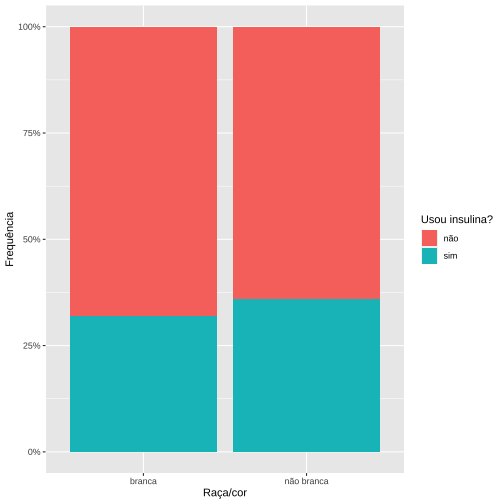 100%
75%
50%
25%
0%
Frequência
branca
não branca
Raça/cor
Usou insulina?
não
sim